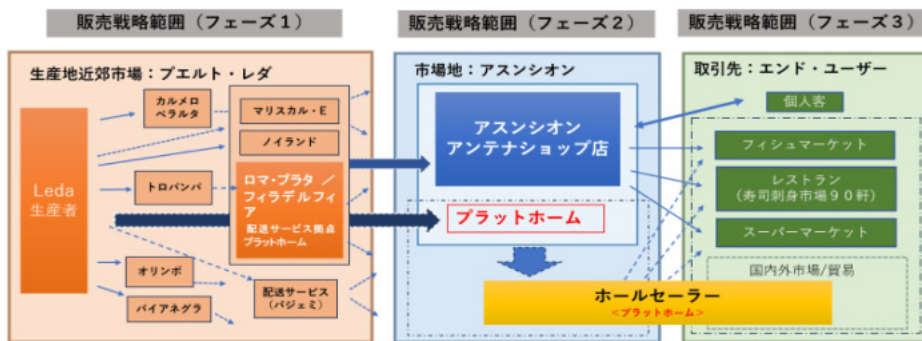 販売戦略範囲（フェーズ１）
販売戦略範囲（フェーズ２）
販売戦略範囲（フェーズ３）
生産地近郊市場：プエルト・レダ
Leda
生産者
カルメロ
ペラルタ
トロパンパ
オリンポ
バイアネグラ
マリスカル・E
ノイランド
ロマ・プラタ ／
フィラデルフィ
ア
配送サービス拠点
プラットホーム
配送サービス
（バジェミ）
市場地：アスンシオン
アスンシオン
アンテナショップ店
プラットホーム
ホールセーラー
<プラットホーム>
取引先：エンド・ユーザー
個人客
フィシュマーケット
レストラン
（寿司刺身市場９０軒）
スーパーマーケット
国内外市場/貿易